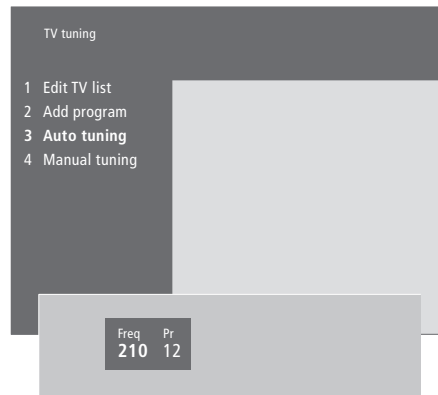 TV tuning
1 Edit TV list
2 Add program
3 Auto tuning
4 Manual tuning
Freq Pr
210 12